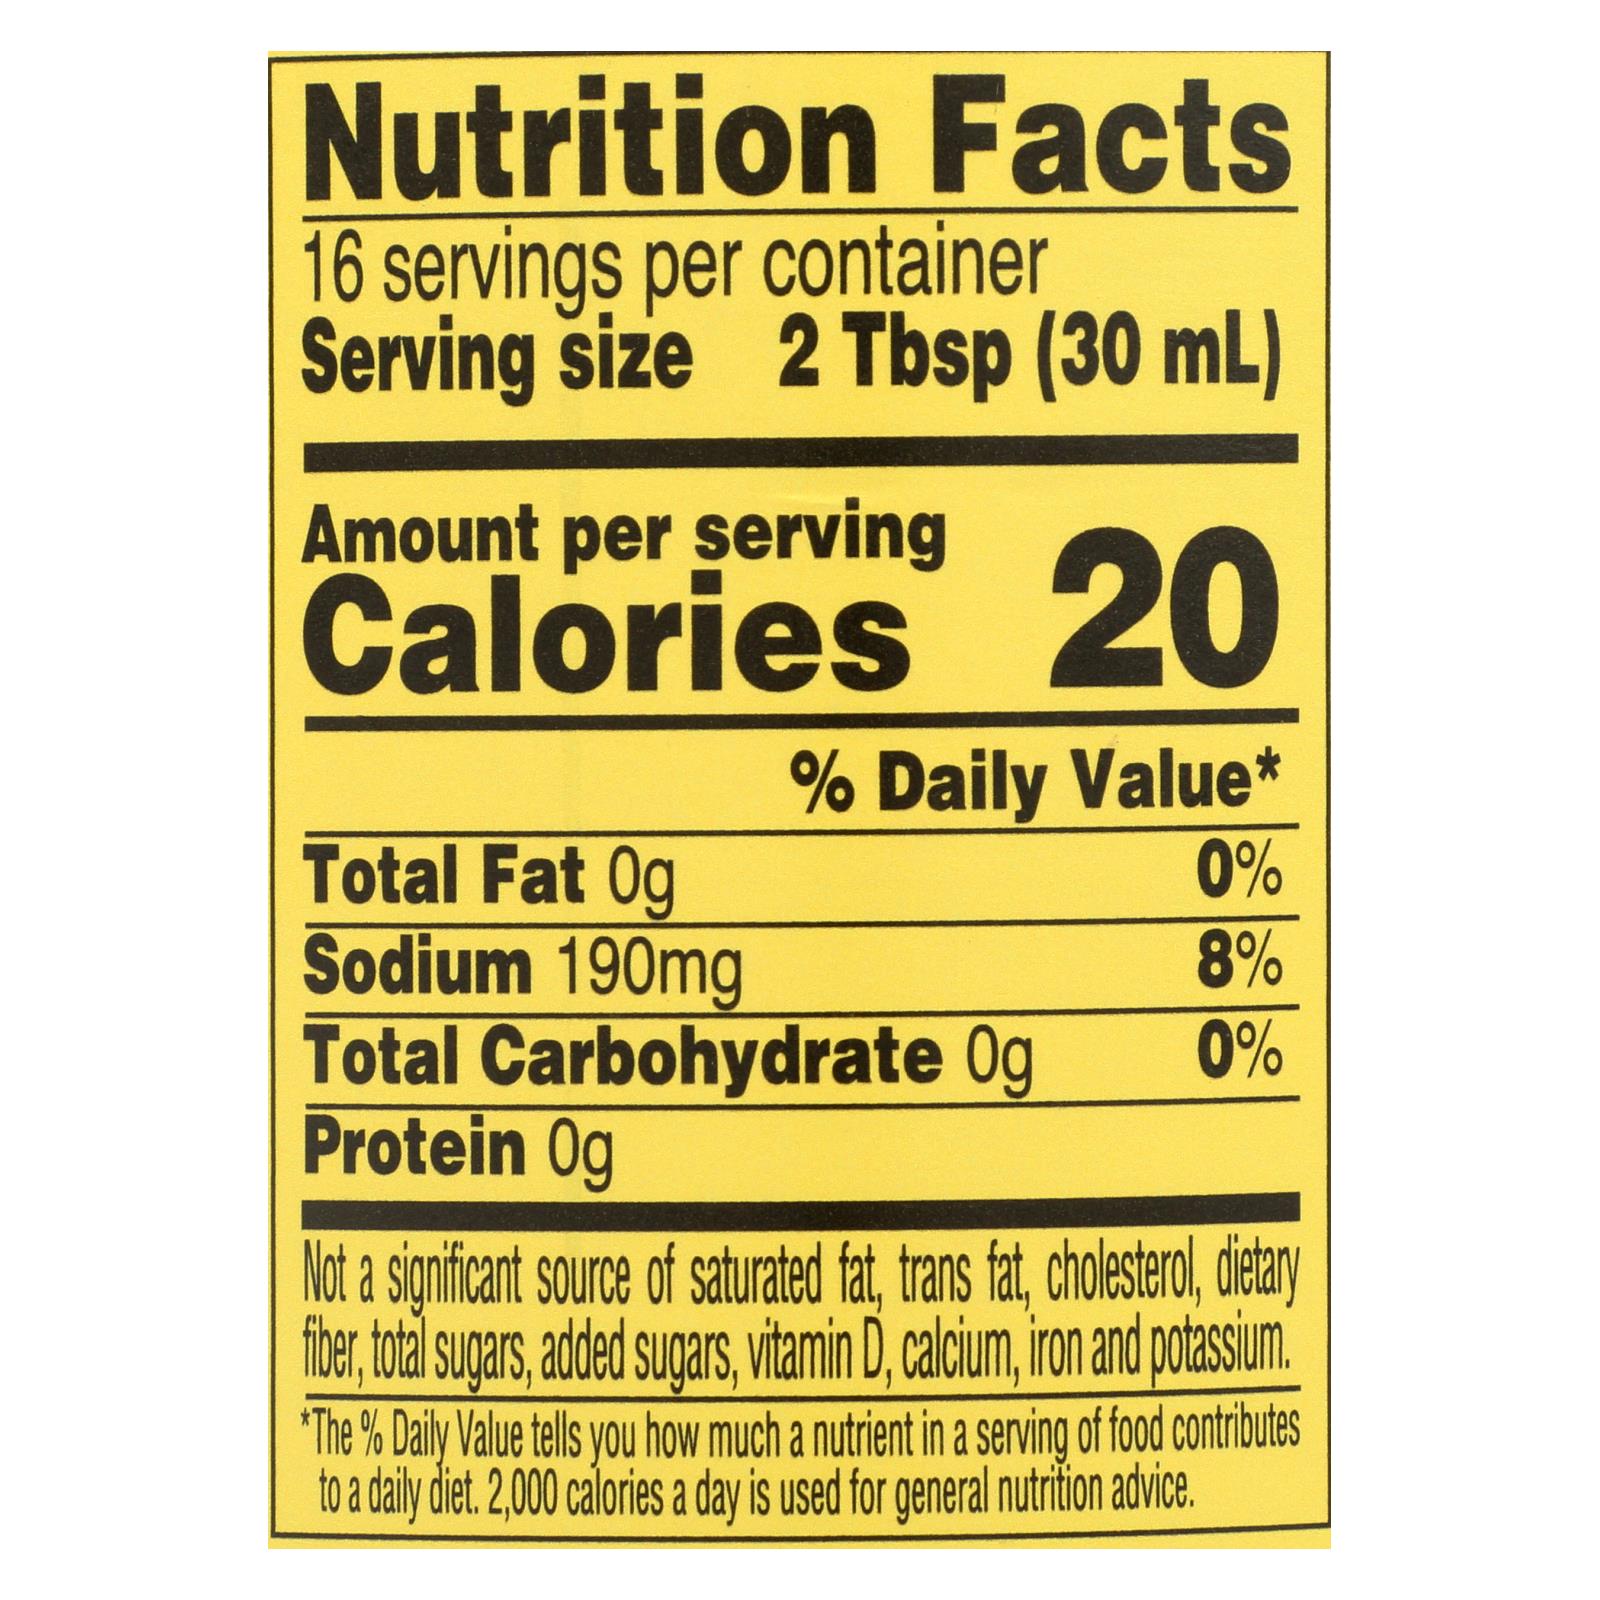 Nutrition Facts
16 servings per container
Serving size 2 Tbsp (30 mL)
Amount per serving
Calories 20
% Daily Value*
Total Fat 0g 0%
Sodium 190mg 8%
Total Carbohydrate 0g 0%
Protein 0g
Not a significant source of saturated fat, trans fat, cholesterol, dietary
fiber, total sugars, added sugars, vitamin D, calcium, iron and potassium.
*The % Daily Value tells you how much a nutrient in a serving of food contributes
to a daily diet. 2,000 calories a day is used for general nutrition advice.